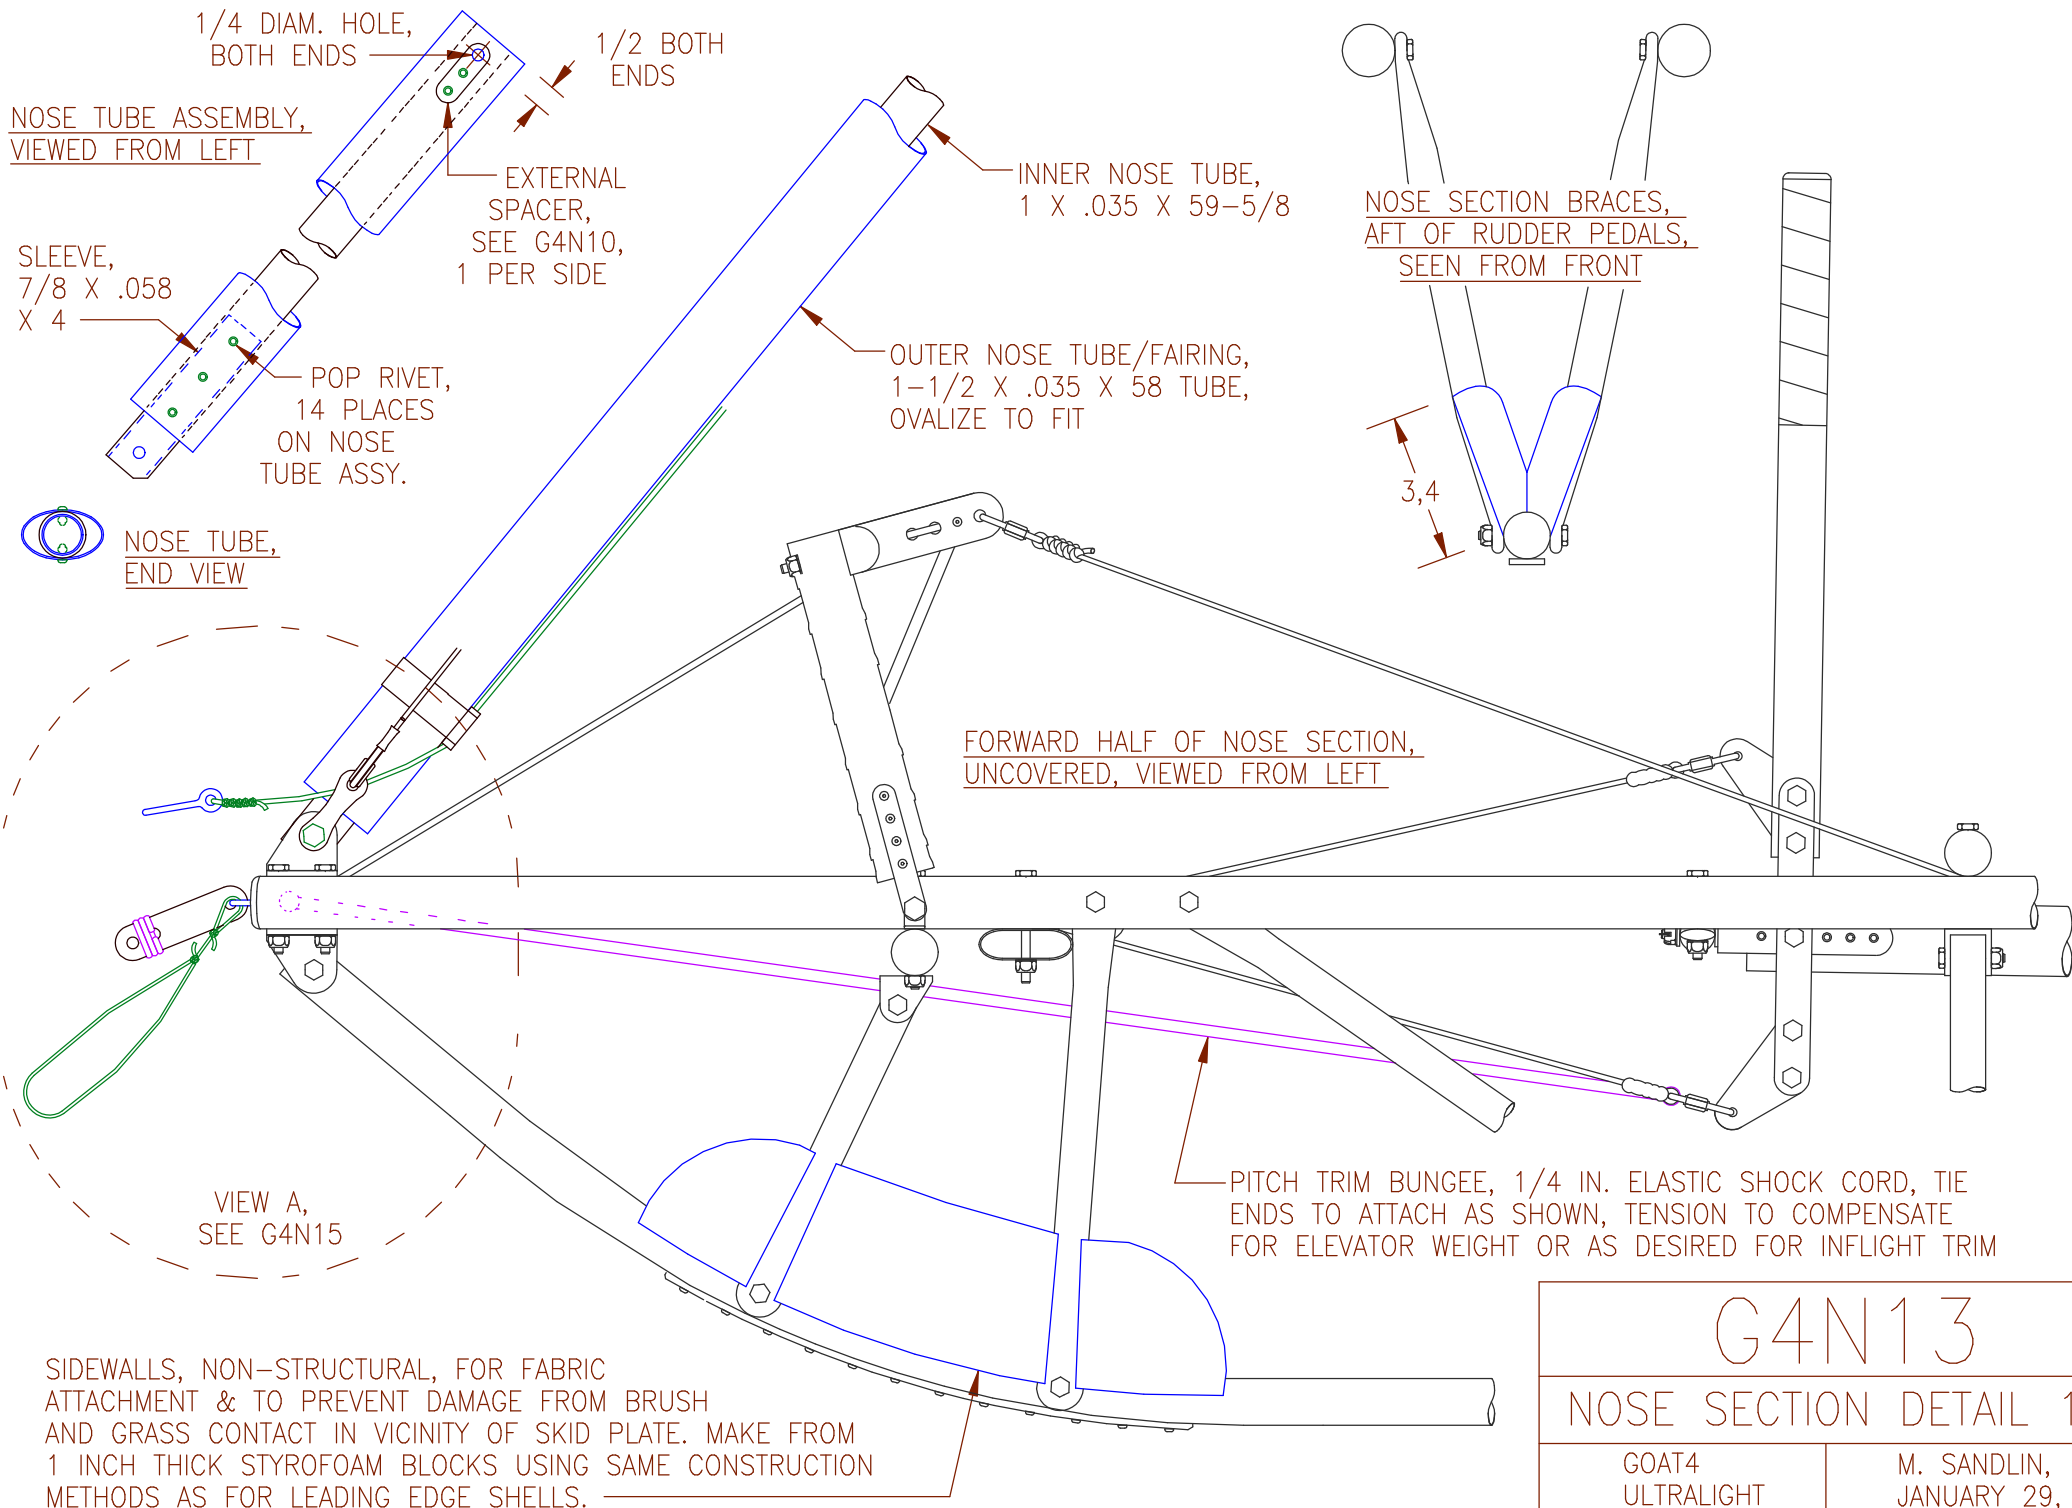 1/4 DIAM. HOLE,
BOTH ENDS
1/2 BOTH
ENDS
NOSE TUBE ASSEMBLY,
VIEWED FROM LEFT
EXTERNAL
SPACER,
SEE G4N10,
1 PER SIDE
INNER NOSE TUBE,
1 X .035 X 59-5/8
NOSE SECTION BRACES,
AFT OF RUDDER PEDALS,
SEEN FROM FRONT
SLEEVE,
7/8 X .058
X 4
POP RIVET,
14 PLACES
ON NOSE
TUBE ASSY.
OUTER NOSE TUBE/FAIRING,
1-1/2 X .035 X 58 TUBE,
OVALIZE TO FIT
3,4
NOSE TUBE,
END VIEW
FORWARD HALF OF NOSE SECTION,
UNCOVERED, VIEWED FROM LEFT
VIEW A,
SEE G4N15
PITCH TRIM BUNGEE, 1/4 IN. ELASTIC SHOCK CORD, TIE
ENDS TO ATTACH AS SHOWN, TENSION TO COMPENSATE
FOR ELEVATOR WEIGHT OR AS DESIRED FOR INFLIGHT TRIM
SIDEWALLS, NON-STRUCTURAL, FOR FABRIC
ATTACHMENT & TO PREVENT DAMAGE FROM BRUSH
AND GRASS CONTACT IN VICINITY OF SKID PLATE. MAKE FROM
1 INCH THICK STYROFOAM BLOCKS USING SAME CONSTRUCTION
METHODS AS FOR LEADING EDGE SHELLS.
G4N13
NOSE SECTION DETAIL 1
GOAT4
ULTRALIGHT
M. SANDLIN,
JANUARY 29,